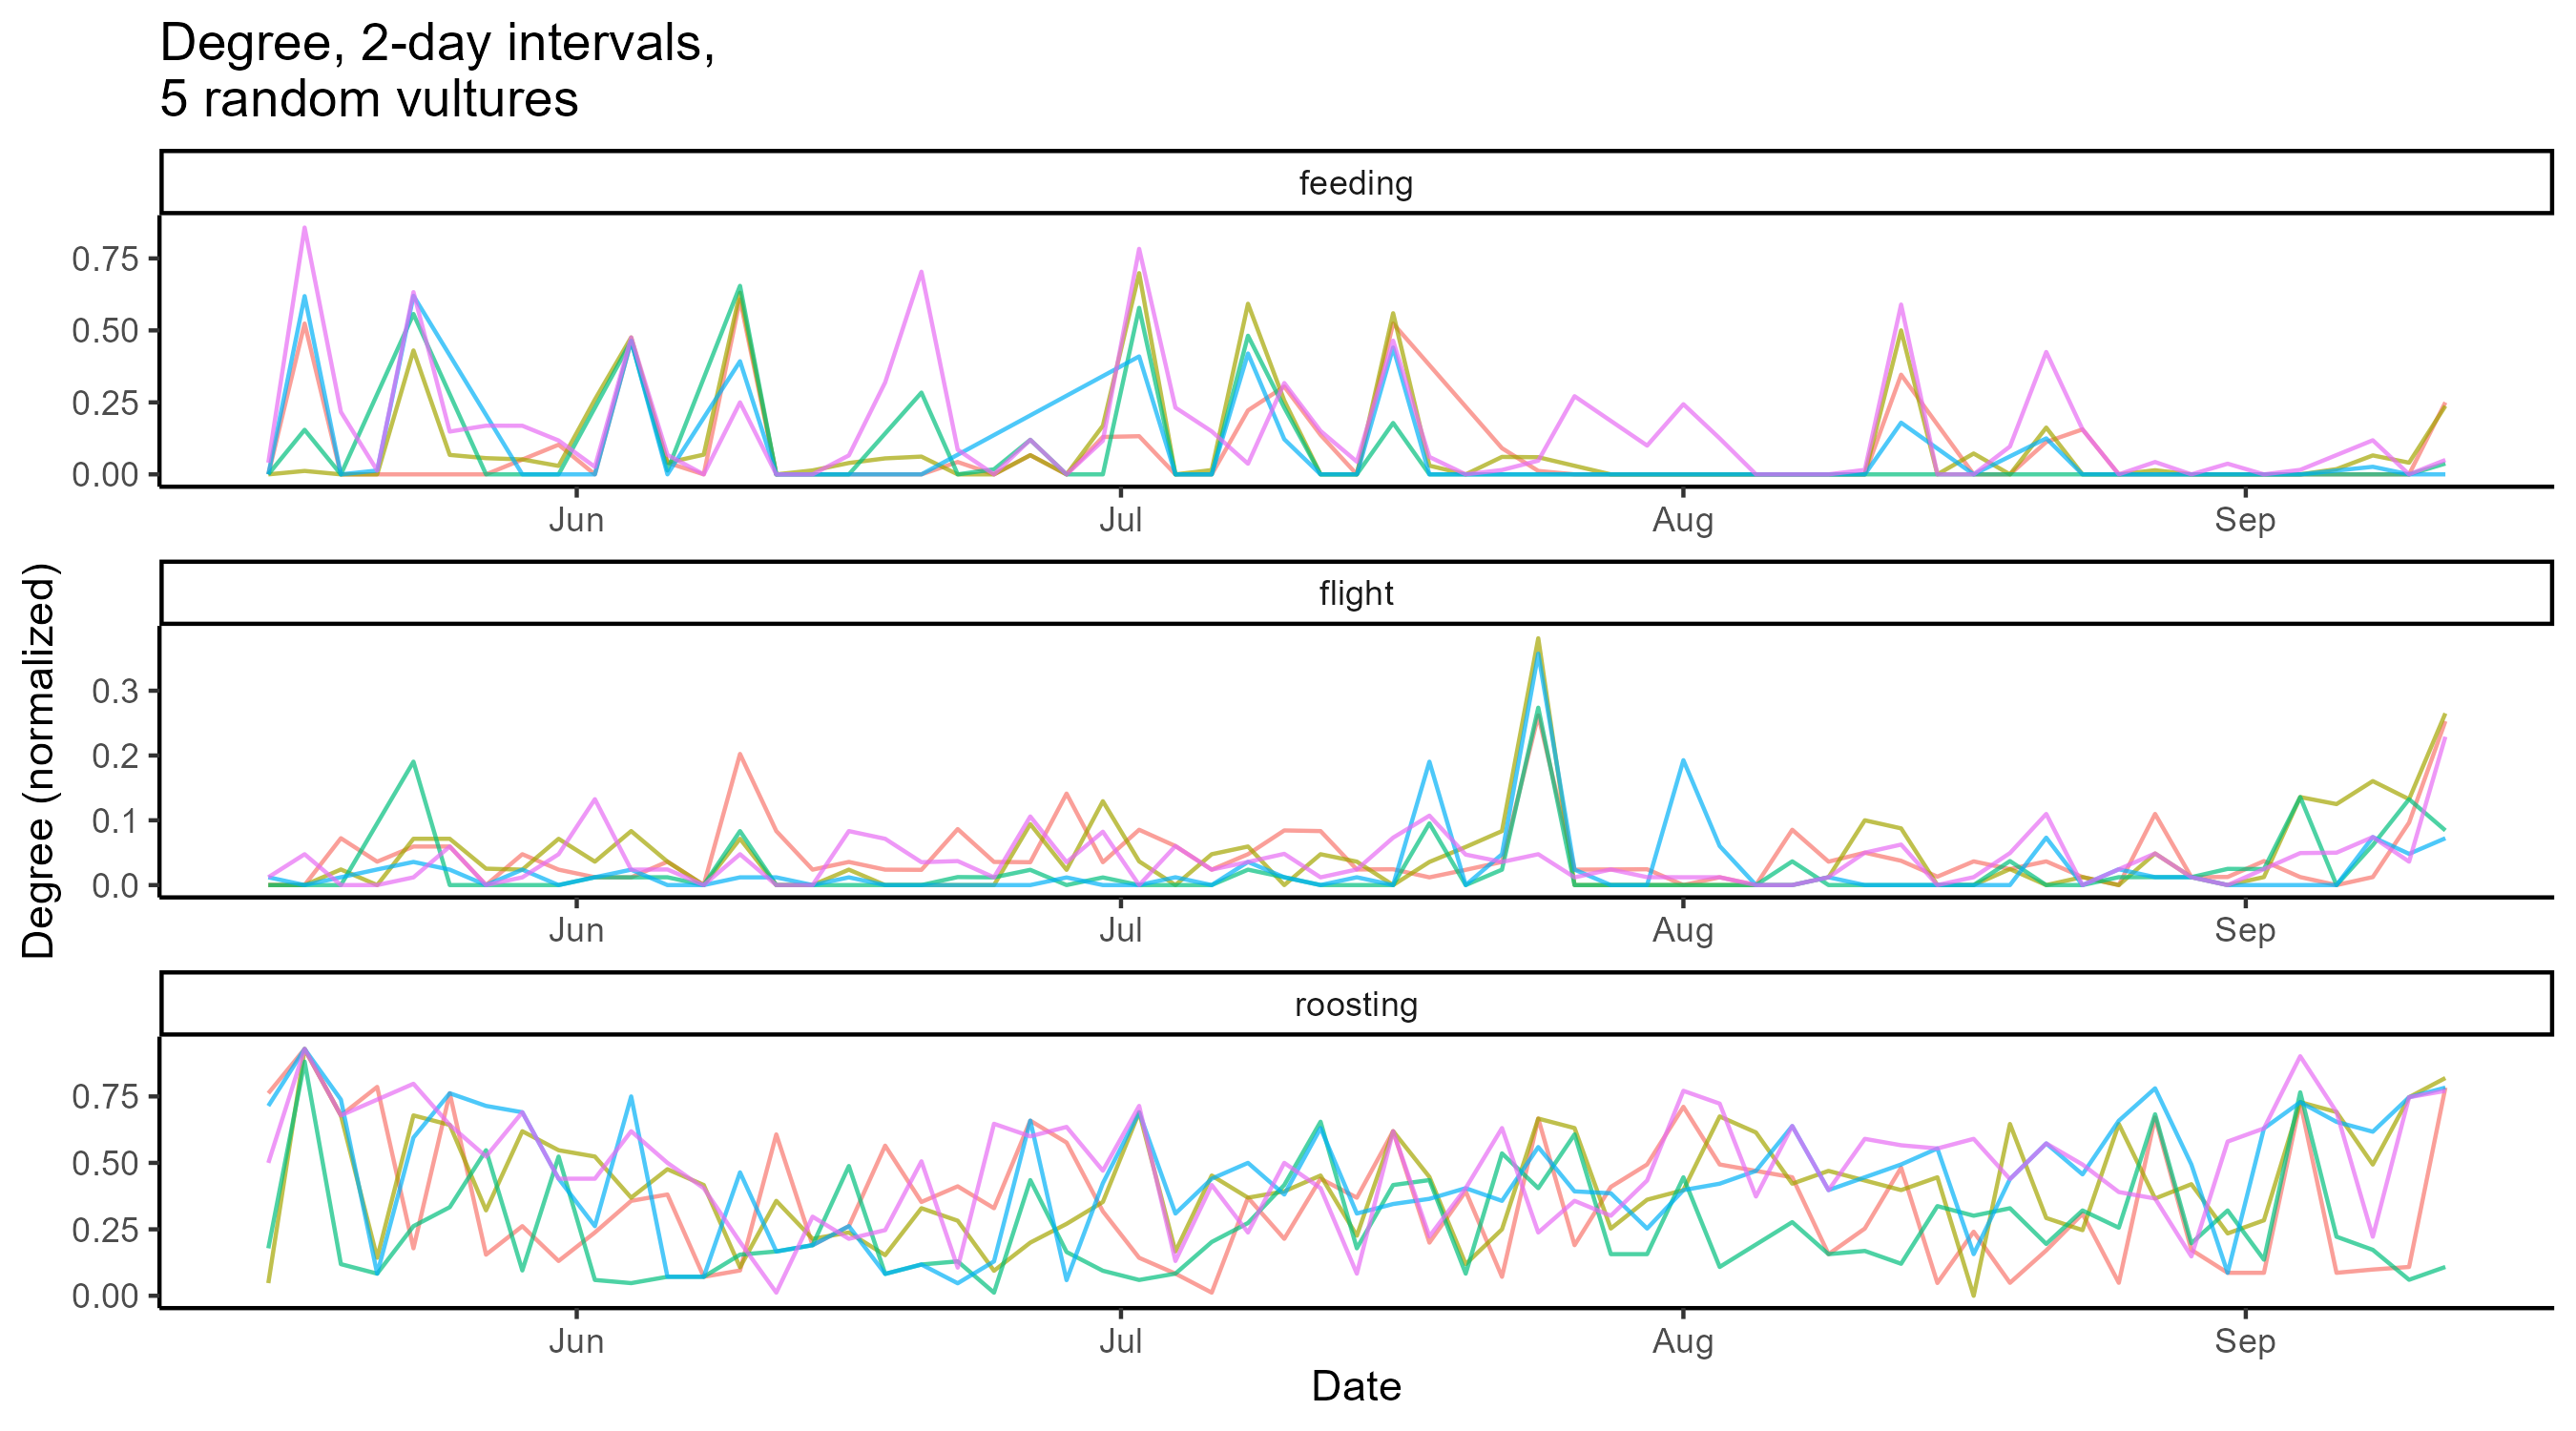 Degree, 2-day intervals,
5 random vultures
feeding
0.75
0.50
0.25
0.00
Jun Jul Aug Sep
Degree (normalized)
flight
0.3
0.2
0.1
0.0
Jun Jul Aug Sep
roosting
0.75
0.50
0.25
0.00
Jun Jul Aug Sep
Date